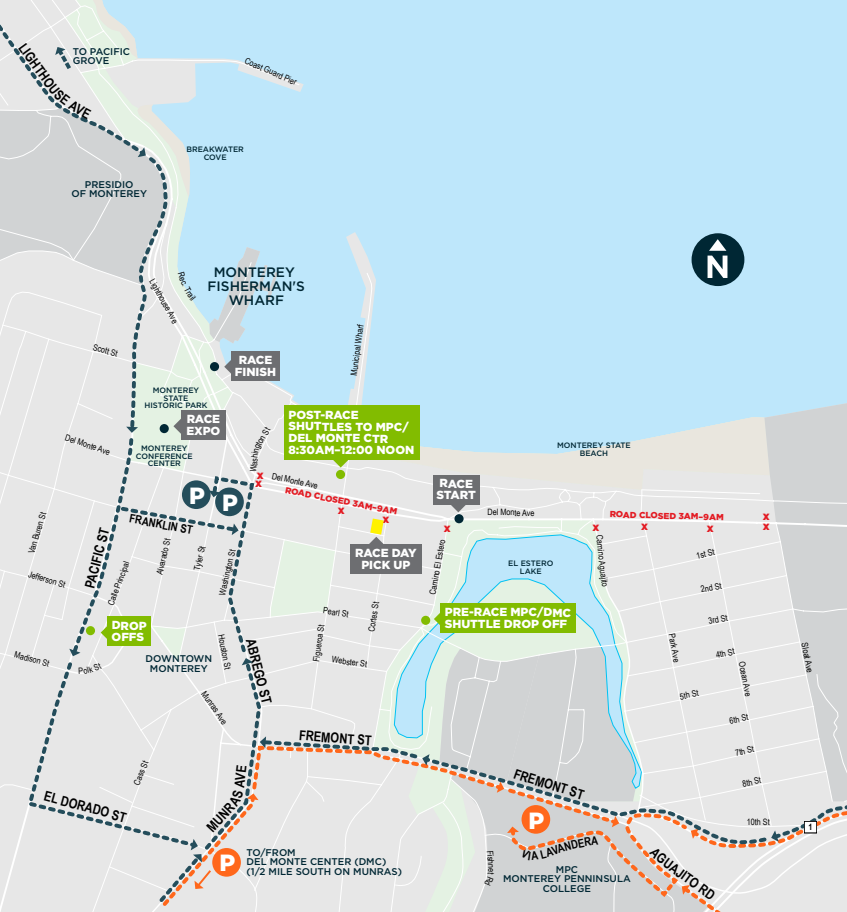 TO PACIFIC
GROVE
LIGHTHOUSE AVE
Coast Guard Pier
BREAKWATER
COVE
PRESIDIO
OF MONTEREY
N
MONTEREY
FISHERMAN'S
WHARF
Rec. Trail
Lighthouse Ave
Municipal Wharf
Scott St
RACE
FINISH
MONTEREY
STATE
HISTORIC PARK
RACE
EXPO
MONTEREY
CONFERENCE
CENTER
Del Monte Ave
Washington St
POST-RACE
SHUTTLES TO MPC/
DEL MONTE CTR
8:30AM–12:00 NOON
MONTEREY STATE
BEACH
P
P
Del Monte Ave
ROAD CLOSED 3AM–9AM
X
X
X
X
RACE
START
Del Monte Ave
X
X
ROAD CLOSED 3AM–9AM
X
X
X
X
FRANKLIN ST
RACE DAY
PICK UP
Van Buren St
PACIFIC ST
Calle Principal
Alvarado St
Tyler St
Washington St
Camino El Estero
EL ESTERO
LAKE
Camino Aguajito
1st St
2nd St
3rd St
4th St
5th St
6th St
7th St
8th St
10th St
Park Ave
Ocean Ave
Sloat Ave
Jefferson St
Pearl St
Cortes St
Figueroa St
Webster St
PRE-RACE MPC/DMC
SHUTTLE DROP OFF
DROP
OFFS
Madison St
Polk St
DOWNTOWN
MONTEREY
Houston St
ABREGO ST
Munras Ave
Cass St
FREMONT ST
FREMONT ST
EL DORADO ST
MUNRAS AVE
P
TO/FROM
DEL MONTE CENTER (DMC)
(1/2 MILE SOUTH ON MUNRAS)
P
VIA LAVANDERA
Fishnet Rd
MPC
MONTEREY PENNINSULA
COLLEGE
AGUAJITO RD
1